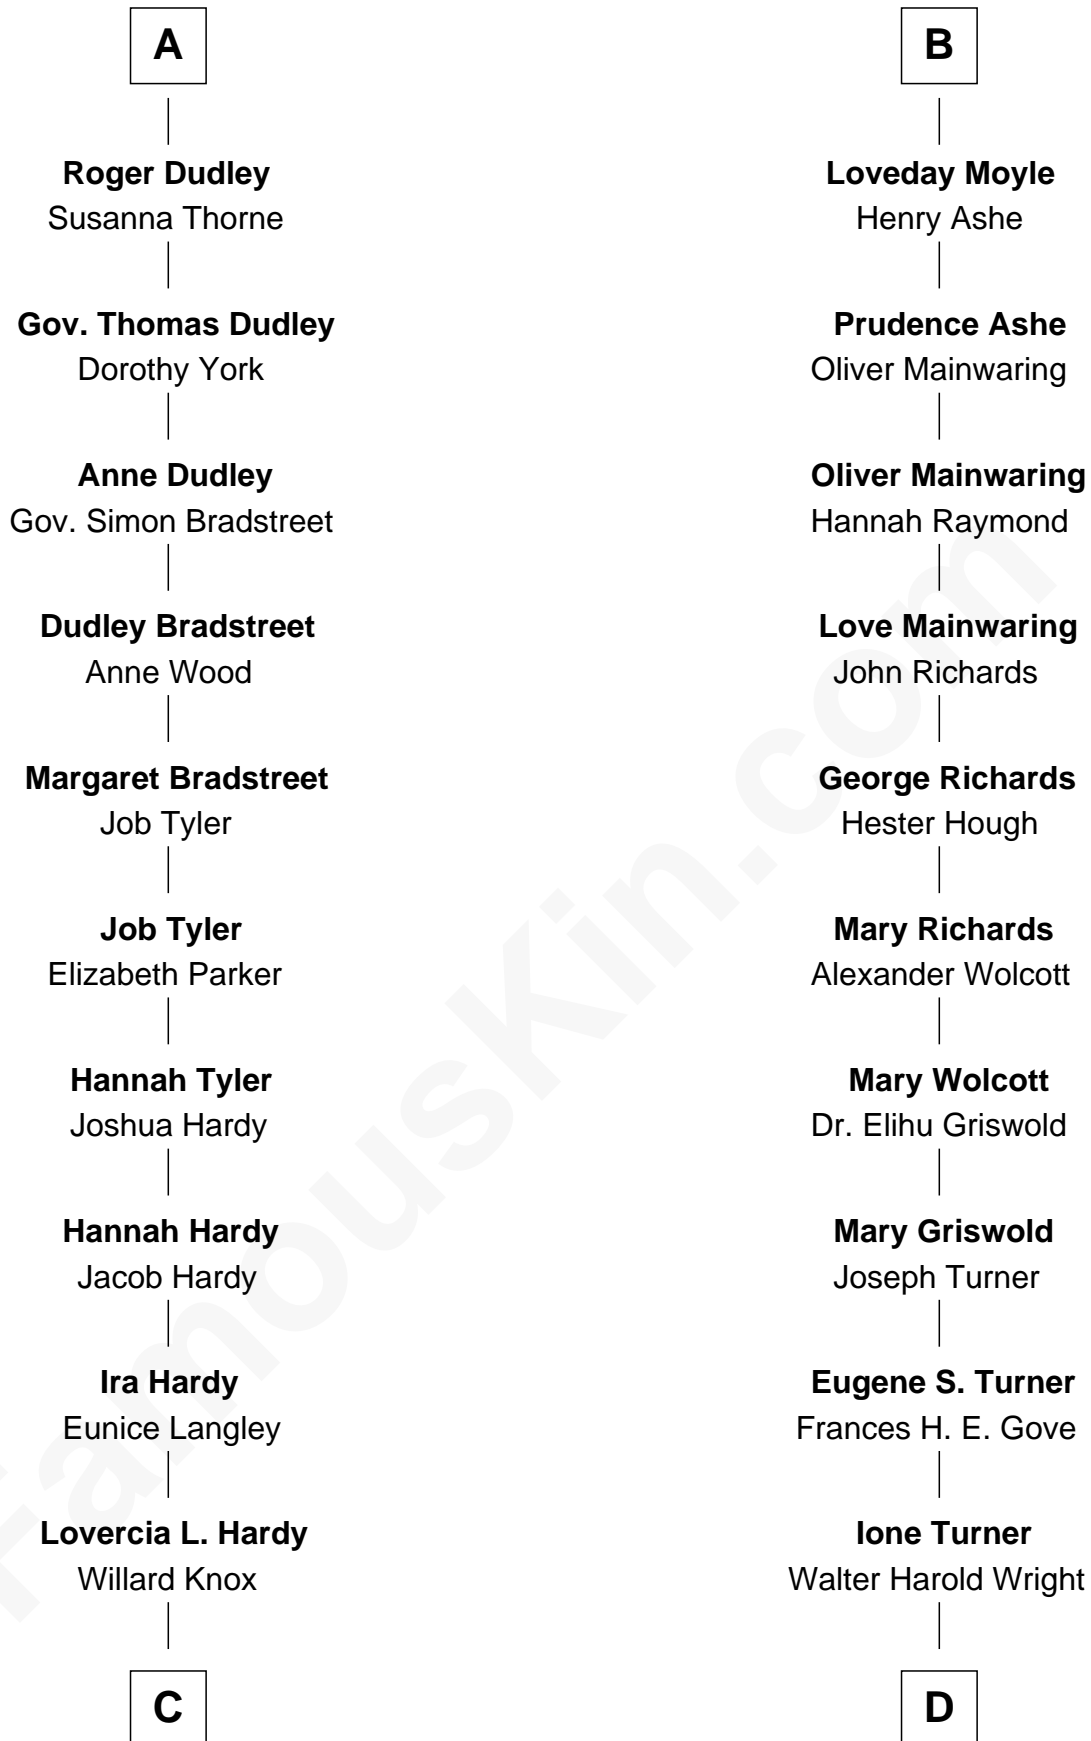 A
Roger Dudley
Susanna Thorne
Gov. Thomas Dudley
Dorothy York
Anne Dudley
Gov. Simon Bradstreet
Dudley Bradstreet
Anne Wood
Margaret Bradstreet
Job Tyler
Job Tyler
Elizabeth Parker
Hannah Tyler
Joshua Hardy
Hannah Hardy
Jacob Hardy
Ira Hardy
Eunice Langley
Lovercia L. Hardy
Willard Knox
C
B
Loveday Moyle
Henry Ashe
Prudence Ashe
Oliver Mainwaring
Oliver Mainwaring
Hannah Raymond
Love Mainwaring
John Richards
George Richards
Hester Hough
Mary Richards
Alexander Wolcott
Mary Wolcott
Dr. Elihu Griswold
Mary Griswold
Joseph Turner
Eugene S. Turner
Frances H. E. Gove
Ione Turner
Walter Harold Wright
D
FamousKin.com